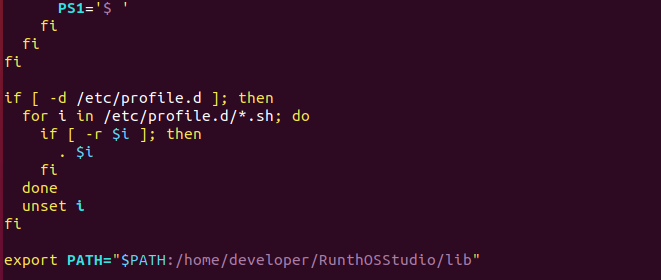 PS1='$ '
    fi
  fi
fi

if [ -d /etc/profile.d ]; then
  for i in /etc/profile.d/*.sh; do
    if [ -r $i ]; then
      . $i
    fi
  done
  unset i
fi

export PATH="$PATH:/home/developer/RunthOSStudio/lib"